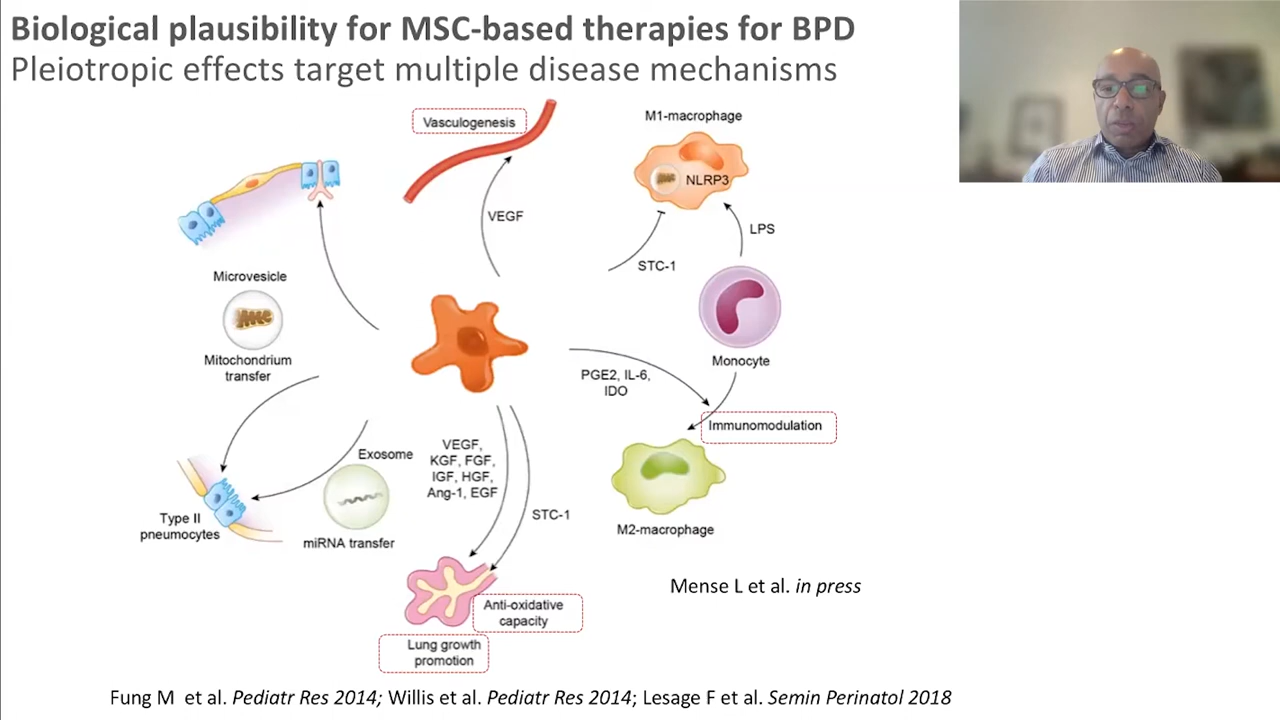 Biological plausibility for MSC-based therapies for BPD
Pleiotropic effects target multiple disease mechanisms
Vasculogenesis
M1-macrophage
NLRP3
VEGF
LPS
STC-1
Microvesicle
Mitochondrium
transfer
Monocyte
PGE2, IL-6,
IDO
Immunomodulation
Exosome
VEGF,
KGF, FGF,
IGF, HGF,
Ang-1, EGF
STC-1
Type II
pneumocytes
miRNA transfer
M2-macrophage
Mense L et al. in press
Anti-oxidative
capacity
Lung growth
promotion
Fung M et al. Pediatr Res 2014; Willis et al. Pediatr Res 2014; Lesage F et al. Semin Perinatol 2018